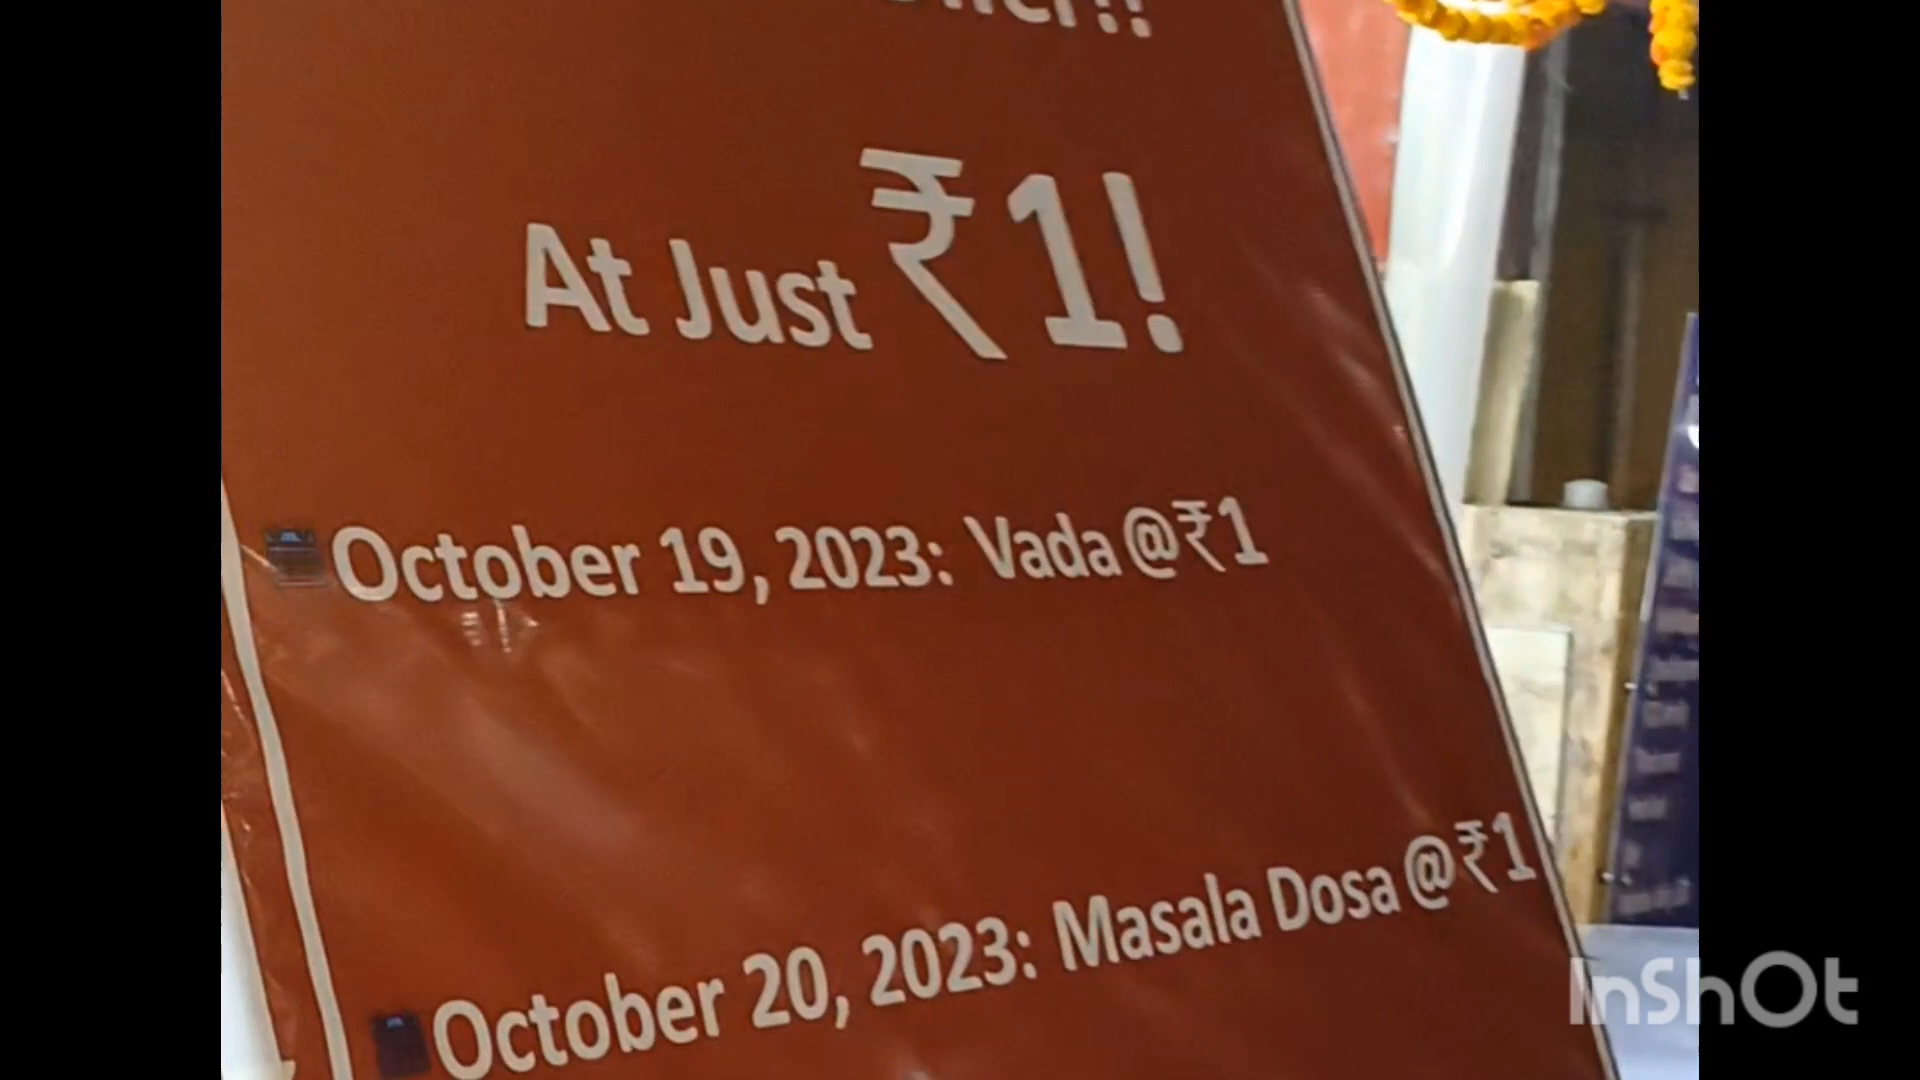 At Just ₹1!
October 19, 2023: Vada @₹1
October 20, 2023: Masala Dosa @₹1
InShOt